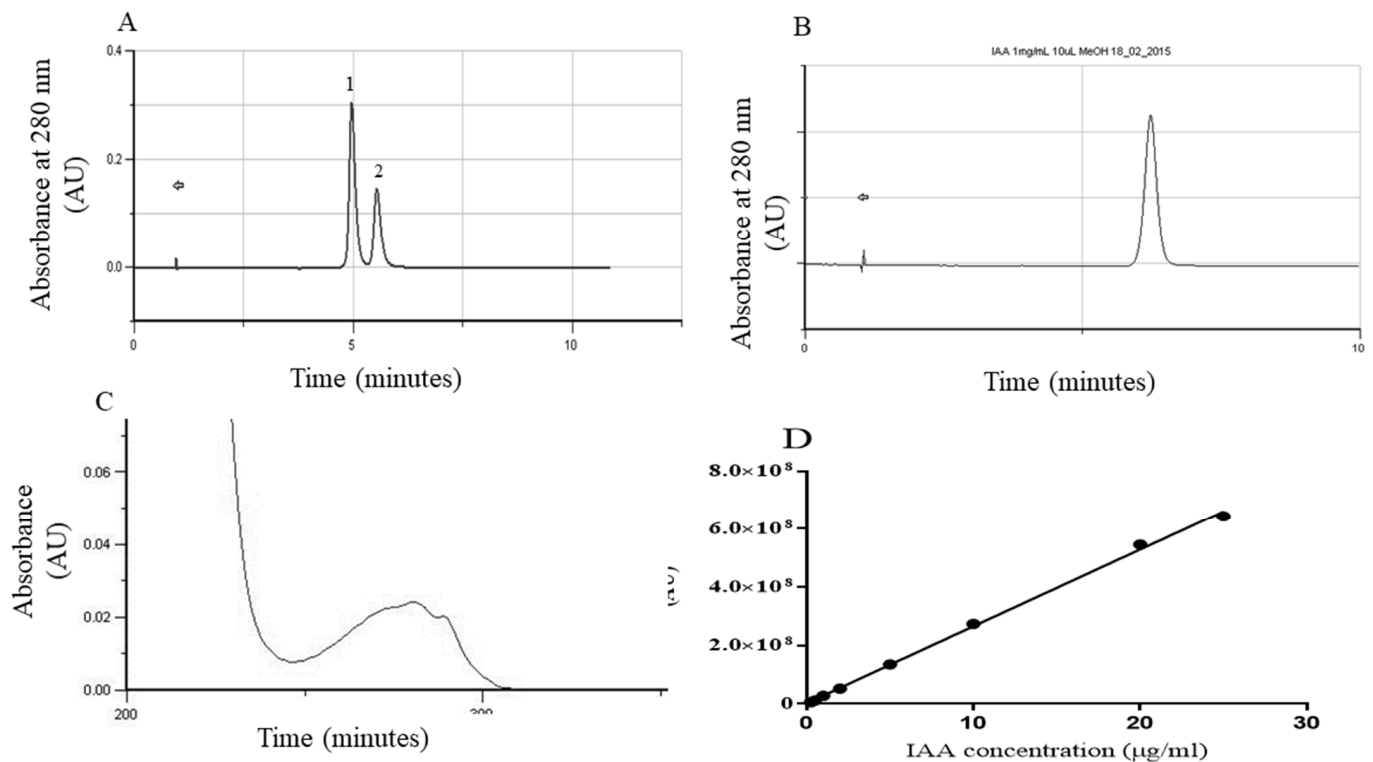 A
Absorbance at 280 nm
(AU)
0.4
0.2
0.0
1
2
0
5
10
Time (minutes)
B
IAA 1mg/mL 10uL MeOH 18_02_2015
Absorbance at 280 nm
(AU)
0
10
Time (minutes)
C
Absorbance
(AU)
0.06
0.04
0.02
0.00
200
300
Time (minutes)
D
8.0×10⁸
6.0×10⁸
4.0×10⁸
2.0×10⁸
0
0
10
20
30
IAA concentration (µg/ml)